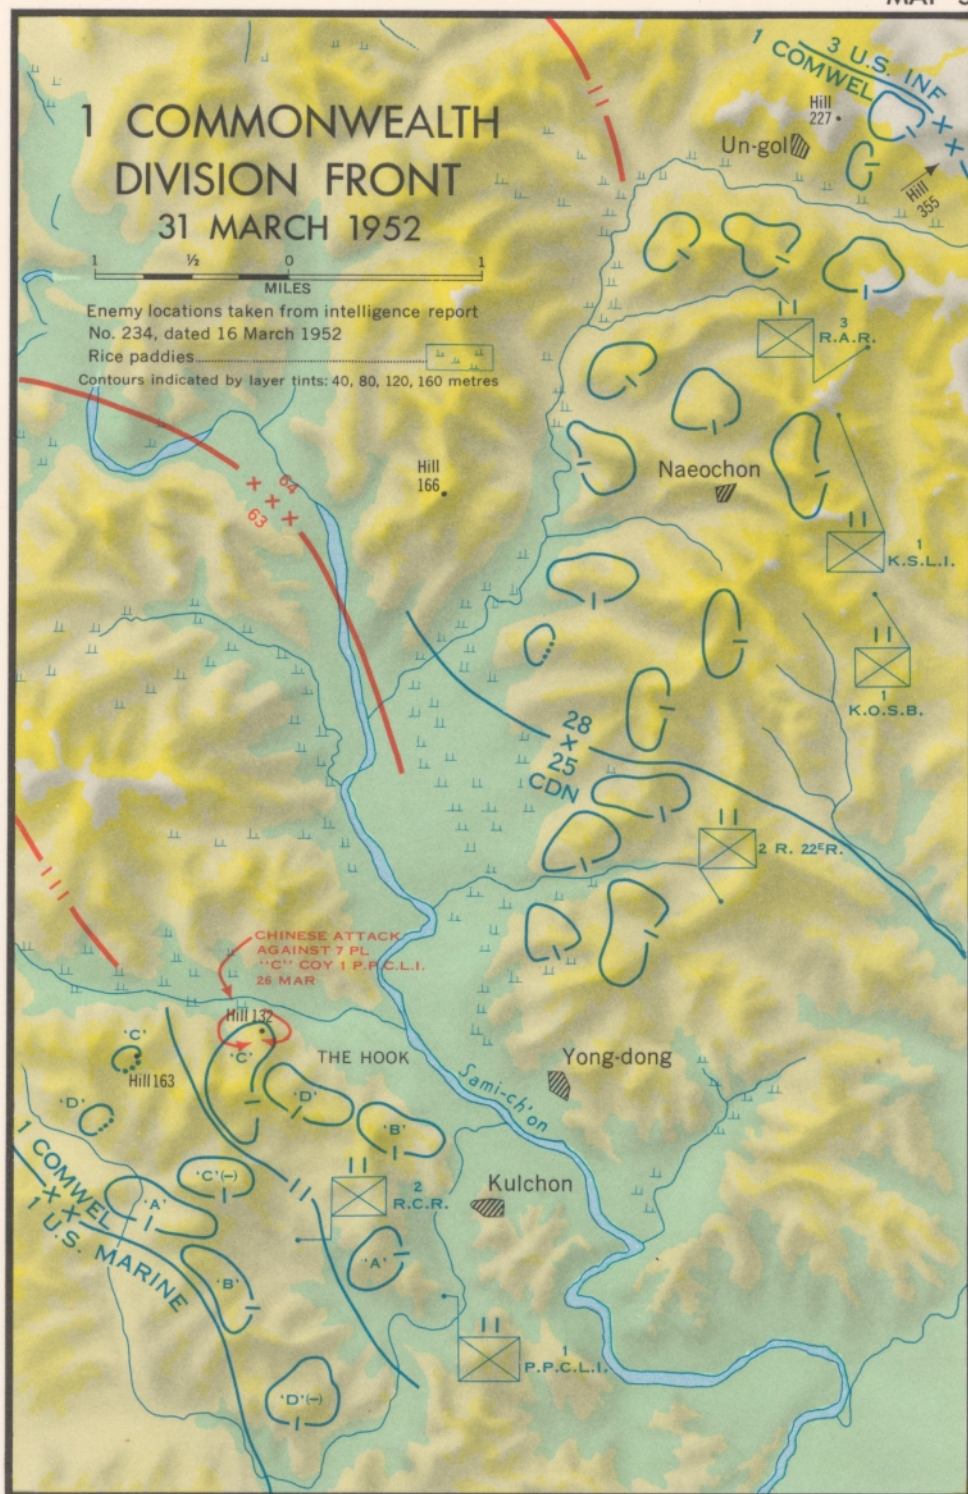 1 COMMONWEALTH
DIVISION FRONT
31 MARCH 1952
1 ½ 0 1
MILES
Enemy locations taken from intelligence report
No. 234, dated 16 March 1952
Rice paddies
Contours indicated by layer tints: 40, 80, 120, 160 metres
3 U.S. INF
1 COMWEL
Hill
227
Un-gol
Hill
355
3
R.A.R.
Hill
166
Naeochon
64
63
1
K.S.L.I.
1
K.O.S.B.
28
25
CDN
2 R. 22ᴱR.
CHINESE ATTACK
AGAINST 7 PL
"C" COY 1 P.P.C.L.I.
26 MAR
Hill 132
'C'
'C'
THE HOOK
Hill 163
Yong-dong
Sami-ch'on
'D'
'D'
'B'
1 COMWEL
1 U.S. MARINE
'C'(-)
'A'
2
R.C.R.
Kulchon
'A'
'B'
1
P.P.C.L.I.
'D'(-)